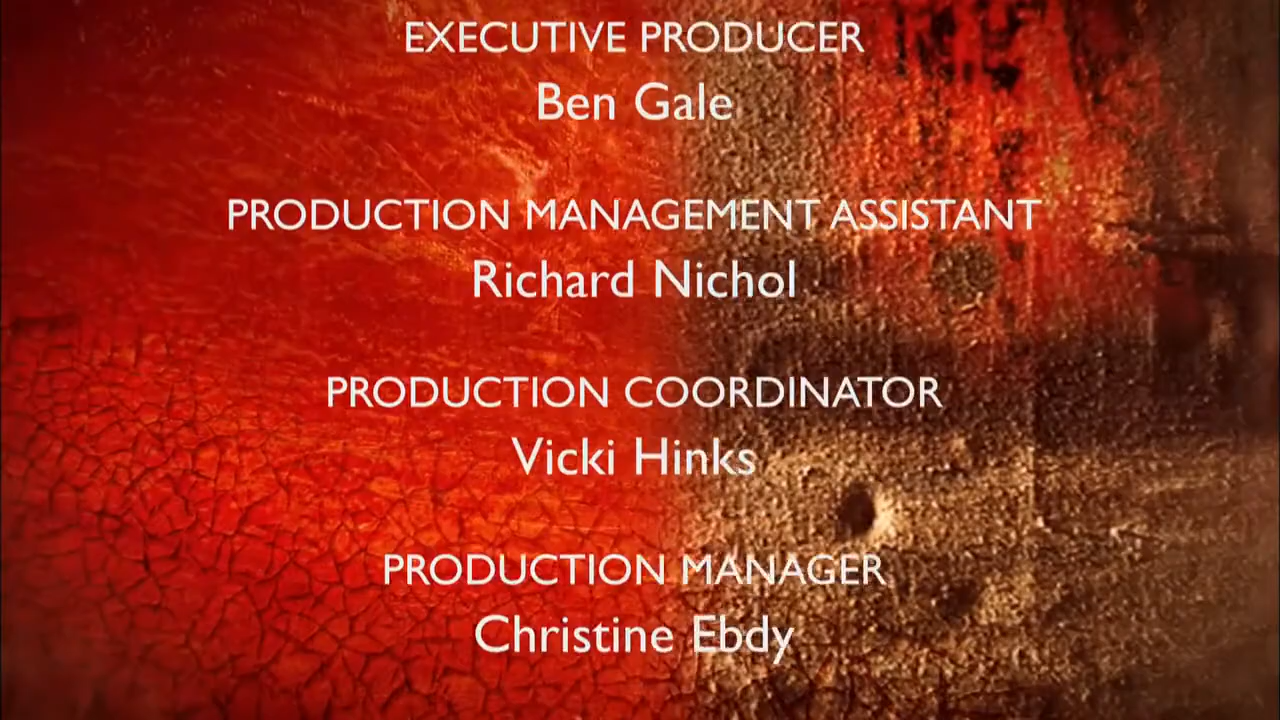 EXECUTIVE PRODUCER
Ben Gale
PRODUCTION MANAGEMENT ASSISTANT
Richard Nichol
PRODUCTION COORDINATOR
Vicki Hinks
PRODUCTION MANAGER
Christine Ebdy